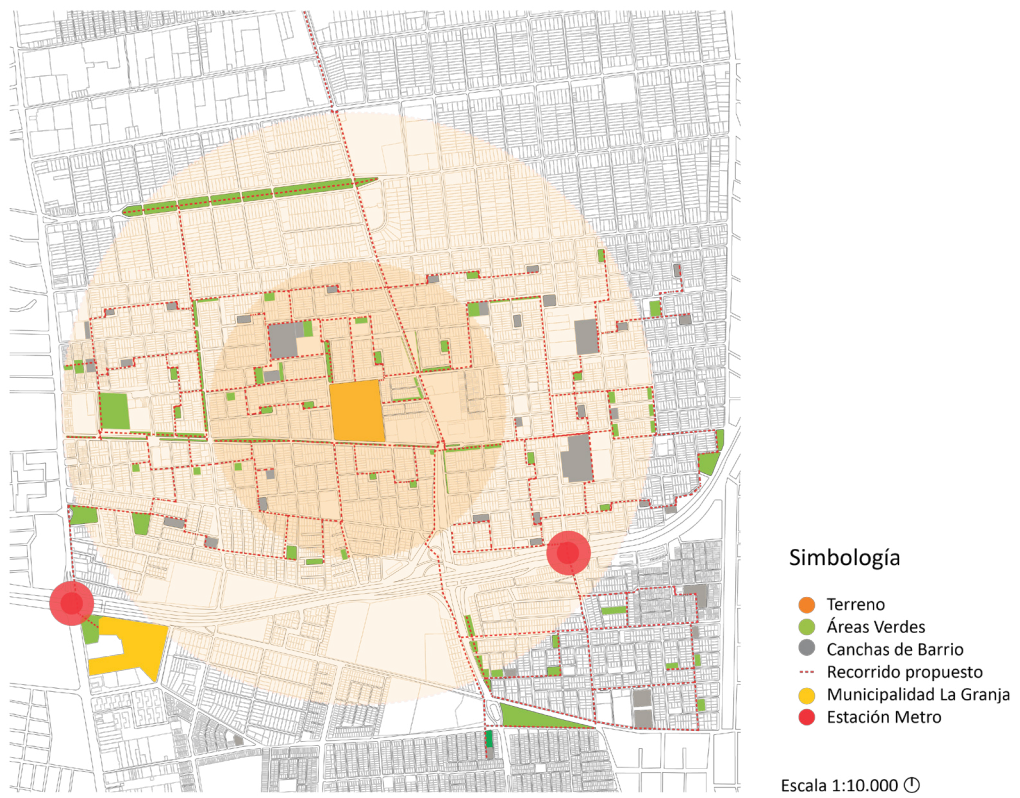 Simbología
Terreno
Áreas Verdes
Canchas de Barrio
Recorrido propuesto
Municipalidad La Granja
Estación Metro
Escala 1:10.000